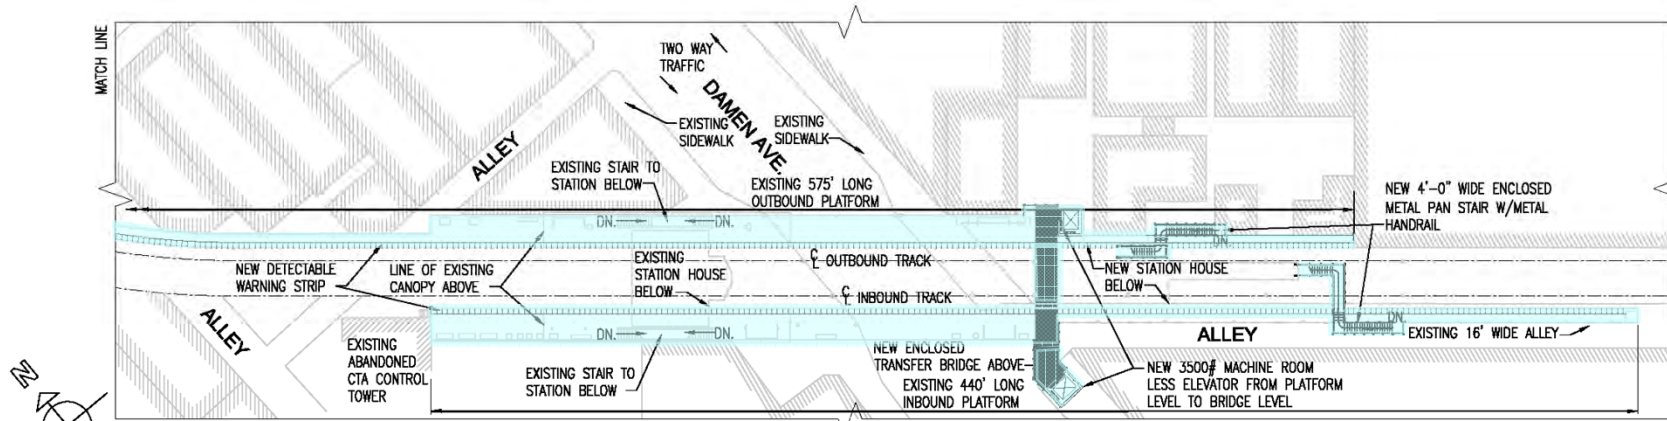 MATCH LINE
TWO WAY
TRAFFIC
DAMEN AVE.
EXISTING
SIDEWALK
EXISTING
SIDEWALK
ALLEY
EXISTING STAIR TO
STATION BELOW
EXISTING 575' LONG
OUTBOUND PLATFORM
NEW 4'-0" WIDE ENCLOSED
METAL PAN STAIR W/METAL
HANDRAIL
DN.
DN.
DN
NEW DETECTABLE
WARNING STRIP
LINE OF EXISTING
CANOPY ABOVE
EXISTING
STATION HOUSE
BELOW
CL OUTBOUND TRACK
NEW STATION HOUSE
BELOW
CL INBOUND TRACK
ALLEY
DN.
DN.
DN.
ALLEY
EXISTING 16' WIDE ALLEY
EXISTING
ABANDONED
CTA CONTROL
TOWER
EXISTING STAIR TO
STATION BELOW
NEW ENCLOSED
TRANSFER BRIDGE ABOVE
EXISTING 440' LONG
INBOUND PLATFORM
NEW 3500# MACHINE ROOM
LESS ELEVATOR FROM PLATFORM
LEVEL TO BRIDGE LEVEL
N